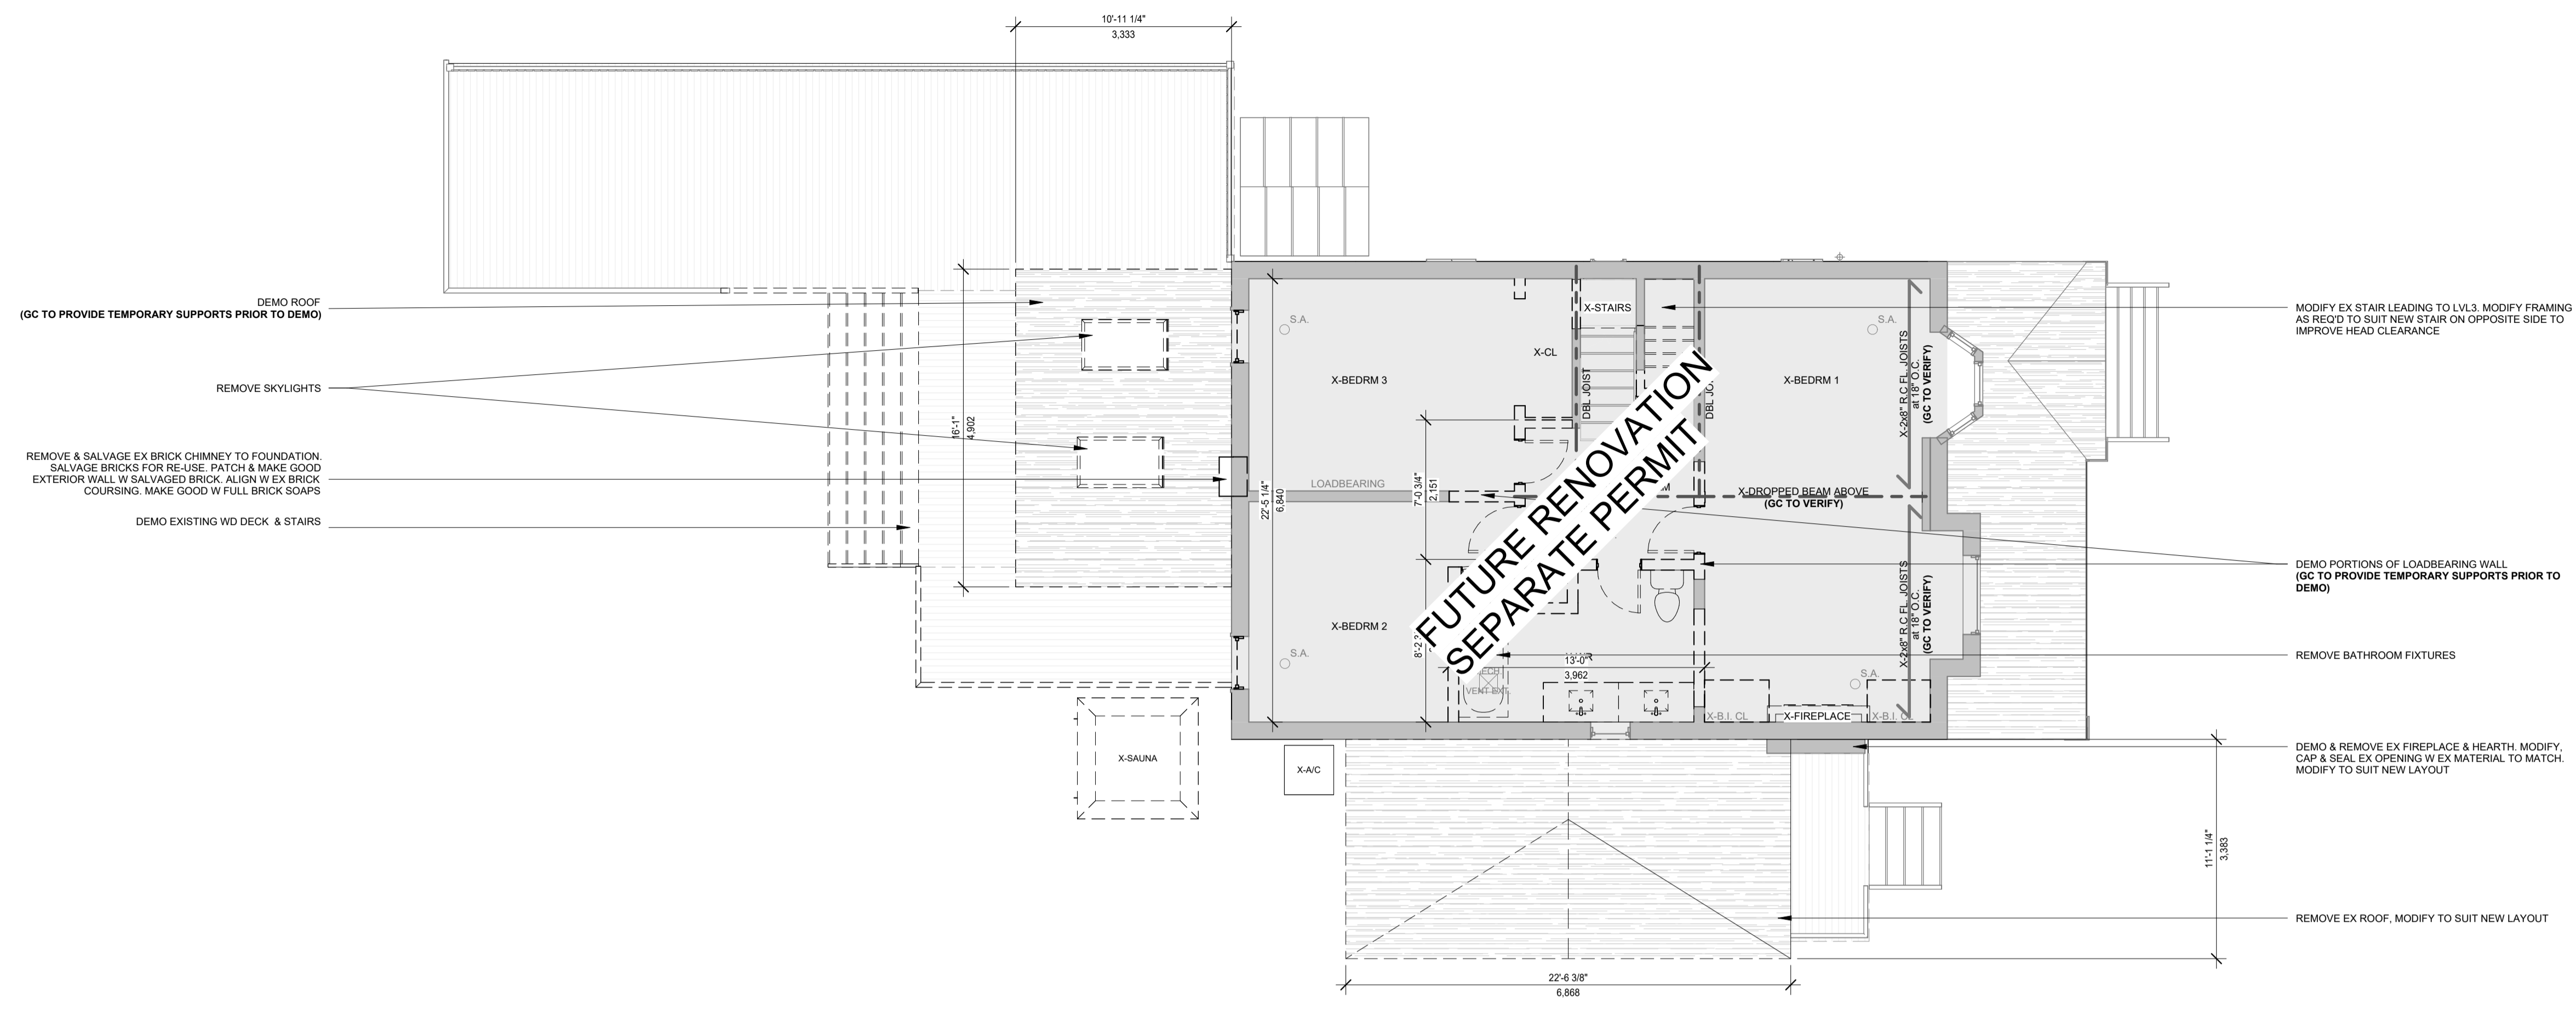 10'-11 1/4"
3,333
DEMO ROOF
(GC TO PROVIDE TEMPORARY SUPPORTS PRIOR TO DEMO)
REMOVE SKYLIGHTS
REMOVE & SALVAGE EX BRICK CHIMNEY TO FOUNDATION.
SALVAGE BRICKS FOR RE-USE. PATCH & MAKE GOOD
EXTERIOR WALL W SALVAGED BRICK. ALIGN W EX BRICK
COURSING. MAKE GOOD W FULL BRICK SOAPS
DEMO EXISTING WD DECK & STAIRS
16'-1"
4,902
22'-5 1/4"
6,840
S.A.
X-BEDRM 3
X-CL
LOADBEARING
7'-0 3/4"
2,151
X-STAIRS
DBL JOIST
X-BEDRM 1
S.A.
X-2x8" R.C FL. JOISTS
at 18" O.C.
(GC TO VERIFY)
X-DROPPED BEAM ABOVE
(GC TO VERIFY)
FUTURE RENOVATION
SEPARATE PERMIT
X-BEDRM 2
S.A.
13'-0"
3,962
VENT EXT.
X-2x8" R.C FL. JOISTS
at 18" O.C.
(GC TO VERIFY)
S.A.
X-B.I. CL
X-FIREPLACE
X-B.I. CL
X-SAUNA
X-A/C
22'-6 3/8"
6,868
11'-1 1/4"
3,383
MODIFY EX STAIR LEADING TO LVL3. MODIFY FRAMING
AS REQ'D TO SUIT NEW STAIR ON OPPOSITE SIDE TO
IMPROVE HEAD CLEARANCE
DEMO PORTIONS OF LOADBEARING WALL
(GC TO PROVIDE TEMPORARY SUPPORTS PRIOR TO
DEMO)
REMOVE BATHROOM FIXTURES
DEMO & REMOVE EX FIREPLACE & HEARTH. MODIFY,
CAP & SEAL EX OPENING W EX MATERIAL TO MATCH.
MODIFY TO SUIT NEW LAYOUT
REMOVE EX ROOF, MODIFY TO SUIT NEW LAYOUT